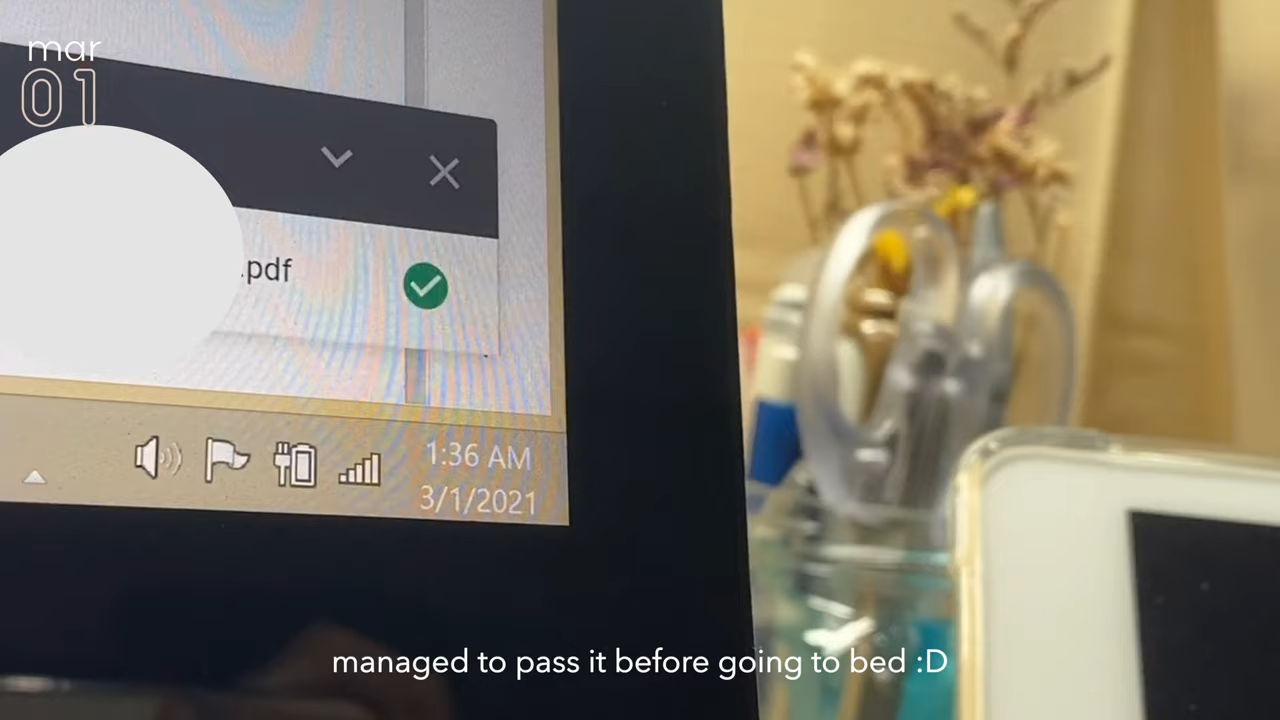 mar
01
.pdf
1:36 AM
3/1/2021
managed to pass it before going to bed :D